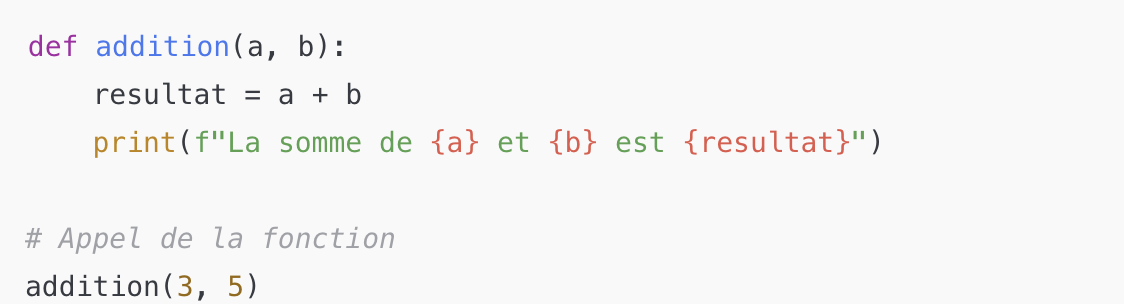 def addition(a, b):
    resultat = a + b
    print(f"La somme de {a} et {b} est {resultat}")

# Appel de la fonction
addition(3, 5)